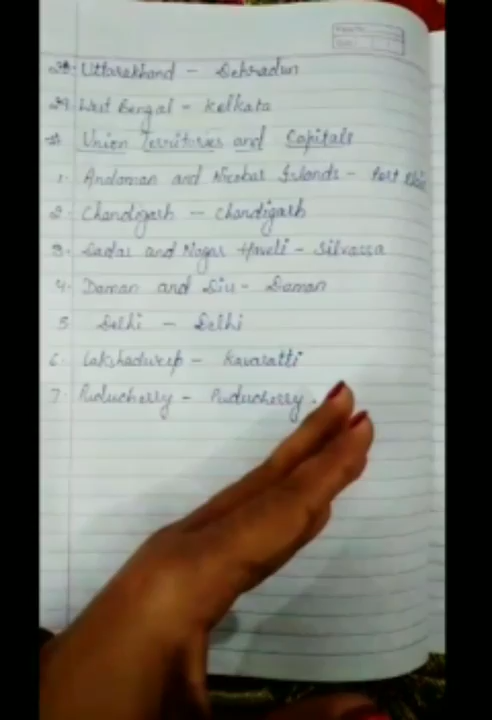 28. Uttarakhand - Dehradun
29. West Bengal - Kolkata
Union Territories and Capitals
1. Andaman and Nicobar Islands - Port
2. Chandigarh - Chandigarh
3. Dadar and Nagar Haveli - Silvassa
4. Daman and Diu - Daman
5 Delhi - Delhi
6. Lakshadweep - Kavaratti
7. Puducherry - Puducherry.